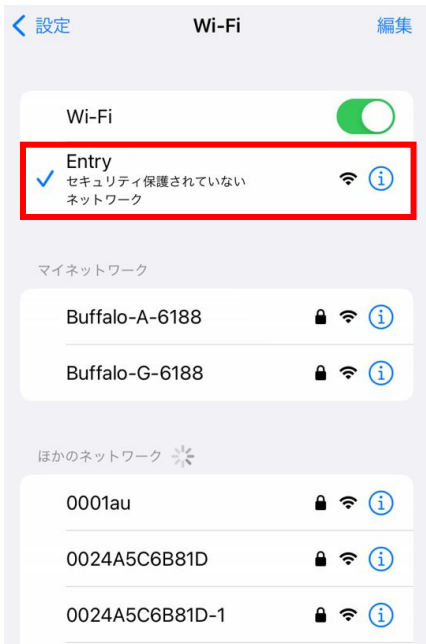 設定
Wi-Fi
編集
Wi-Fi
Entry
セキュリティ保護されていない
ネットワーク
マイネットワーク
Buffalo-A-6188
Buffalo-G-6188
ほかのネットワーク
0001au
0024A5C6B81D
0024A5C6B81D-1